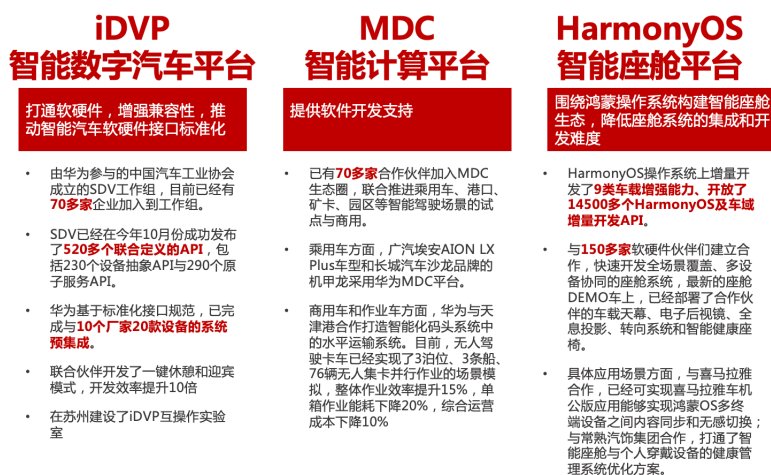 iDVP
智能数字汽车平台
打通软硬件，增强兼容性，推
动智能汽车软硬件接口标准化
• 由华为参与的中国汽车工业协会
成立的SDV工作组，目前已经有
70多家企业加入到工作组。
• SDV已经在今年10月份成功发布
了520多个联合定义的API，包
括230个设备抽象API与290个原
子服务API。
• 华为基于标准化接口规范，已完
成与10个厂家20款设备的系统
预集成。
• 联合伙伴开发了一键休憩和迎宾
模式，开发效率提升10倍
• 在苏州建设了iDVP互操作实验
室
MDC
智能计算平台
提供软件开发支持
• 已有70多家合作伙伴加入MDC
生态圈，联合推进乘用车、港口、
矿卡、园区等智能驾驶场景的试
点与商用。
• 乘用车方面，广汽埃安AION LX
Plus车型和长城汽车沙龙品牌的
机甲龙采用华为MDC平台。
• 商用车和作业车方面，华为与天
津港合作打造智能化码头系统中
的水平运输系统。目前，无人驾
驶卡车已经实现了3泊位、3条船、
76辆无人集卡并行作业的场景模
拟，整体作业效率提升15%，单
箱作业能耗下降20%，综合运营
成本下降10%
HarmonyOS
智能座舱平台
围绕鸿蒙操作系统构建智能座舱
生态，降低座舱系统的集成和开
发难度
• HarmonyOS操作系统上增量开
发了9类车载增强能力、开放了
14500多个HarmonyOS及车域
增量开发API。
• 与150多家软硬件伙伴们建立合
作，快速开发全场景覆盖、多设
备协同的座舱系统，最新的座舱
DEMO车上，已经部署了合作伙
伴的车载天幕、电子后视镜、全
息投影、转向系统和智能健康座
椅。
• 具体应用场景方面，与喜马拉雅
合作，已经可实现喜马拉雅车机
公版应用能够实现鸿蒙OS多终
端设备之间内容同步和无感切换；
与常熟汽饰集团合作，打通了智
能座舱与个人穿戴设备的健康管
理系统优化方案。